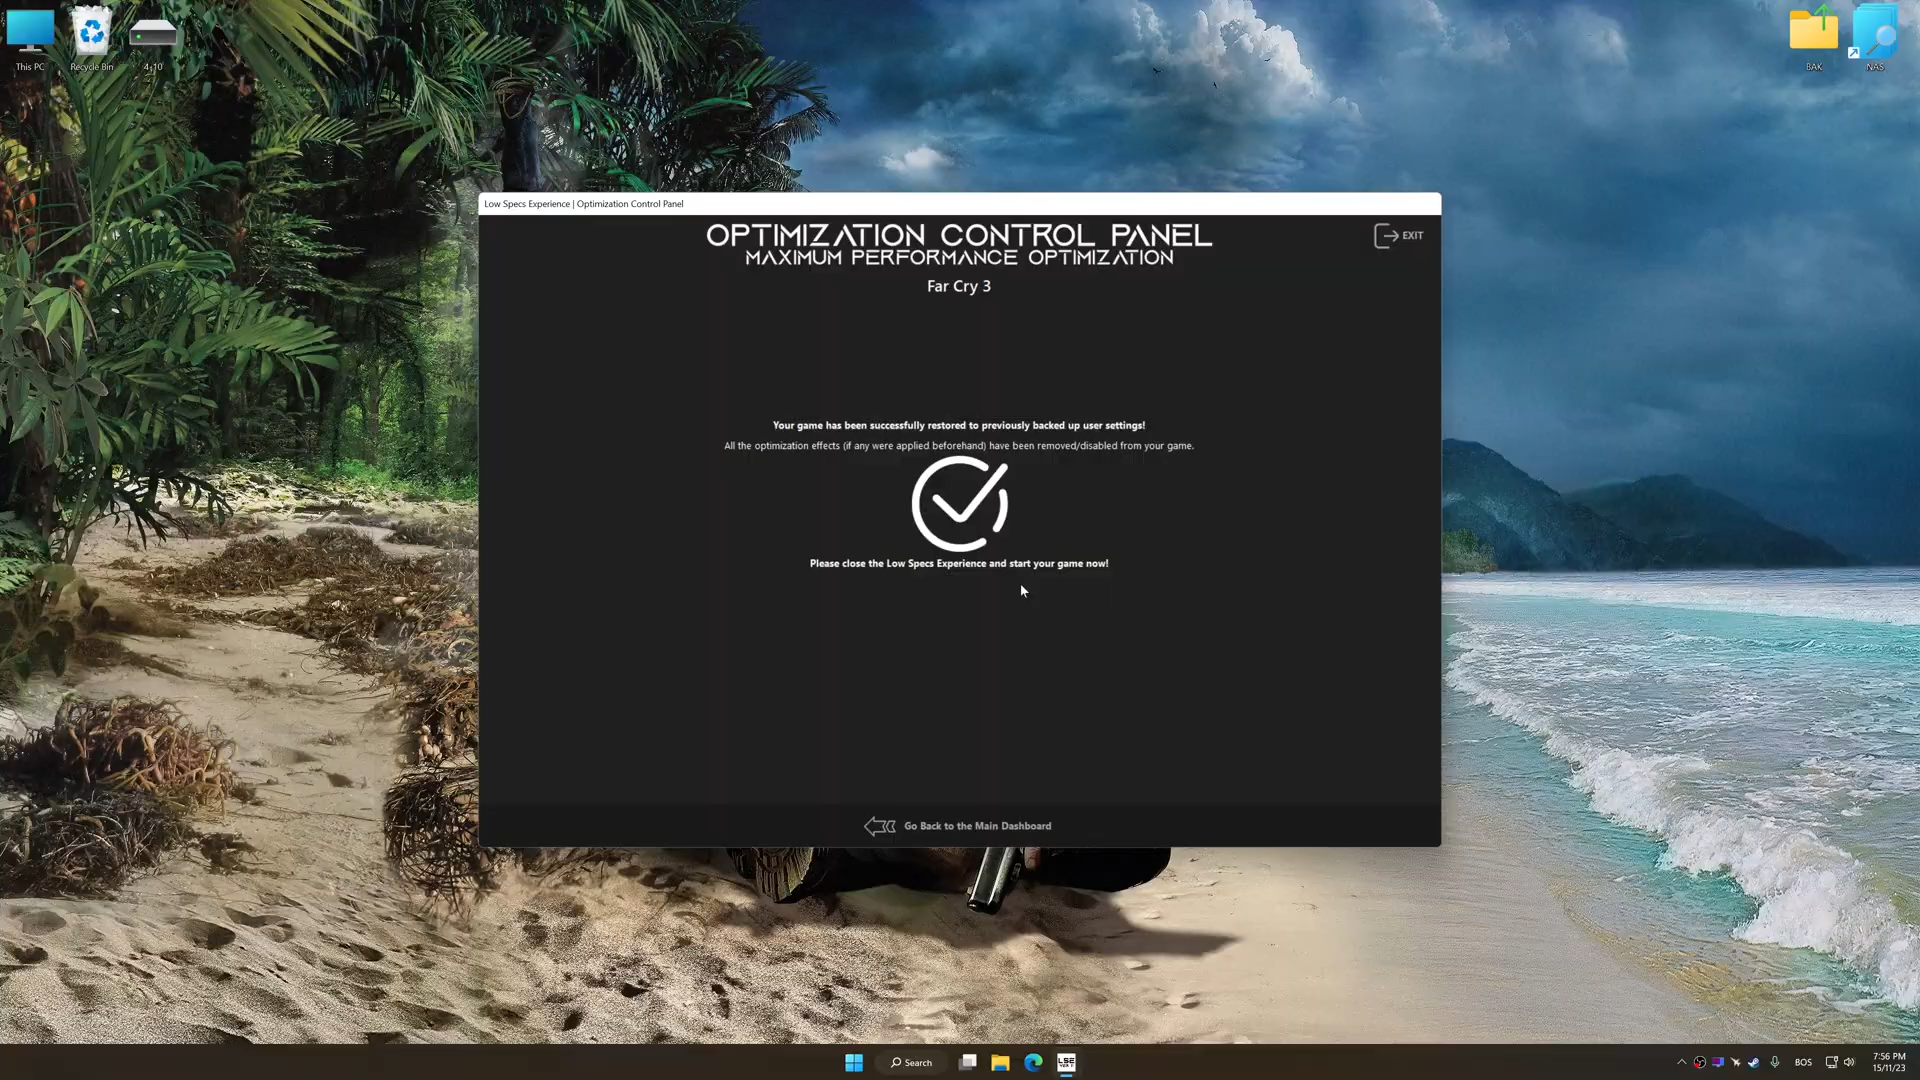 This PC
Recycle Bin
4-10
BAK
NAS
Low Specs Experience | Optimization Control Panel
OPTIMIZATION CONTROL PANEL
MAXIMUM PERFORMANCE OPTIMIZATION
EXIT
Far Cry 3
Your game has been successfully restored to previously backed up user settings!
All the optimization effects (if any were applied beforehand) have been removed/disabled from your game.
Please close the Low Specs Experience and start your game now!
Go Back to the Main Dashboard
Search
LSE
BOS
7:56 PM
15/11/23